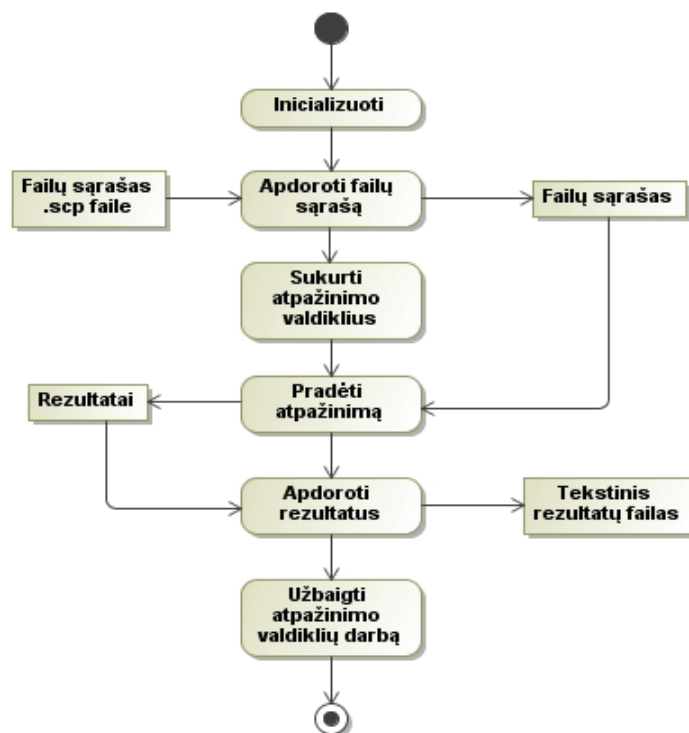 Inicializuoti
Failų sąrašas
.scp faile
Apdoroti failų
sąrašą
Failų sąrašas
Sukurti
atpažinimo
valdiklius
Rezultatai
Pradėti
atpažinimą
Apdoroti
rezultatus
Tekstinis
rezultatų failas
Užbaigti
atpažinimo
valdiklių darbą